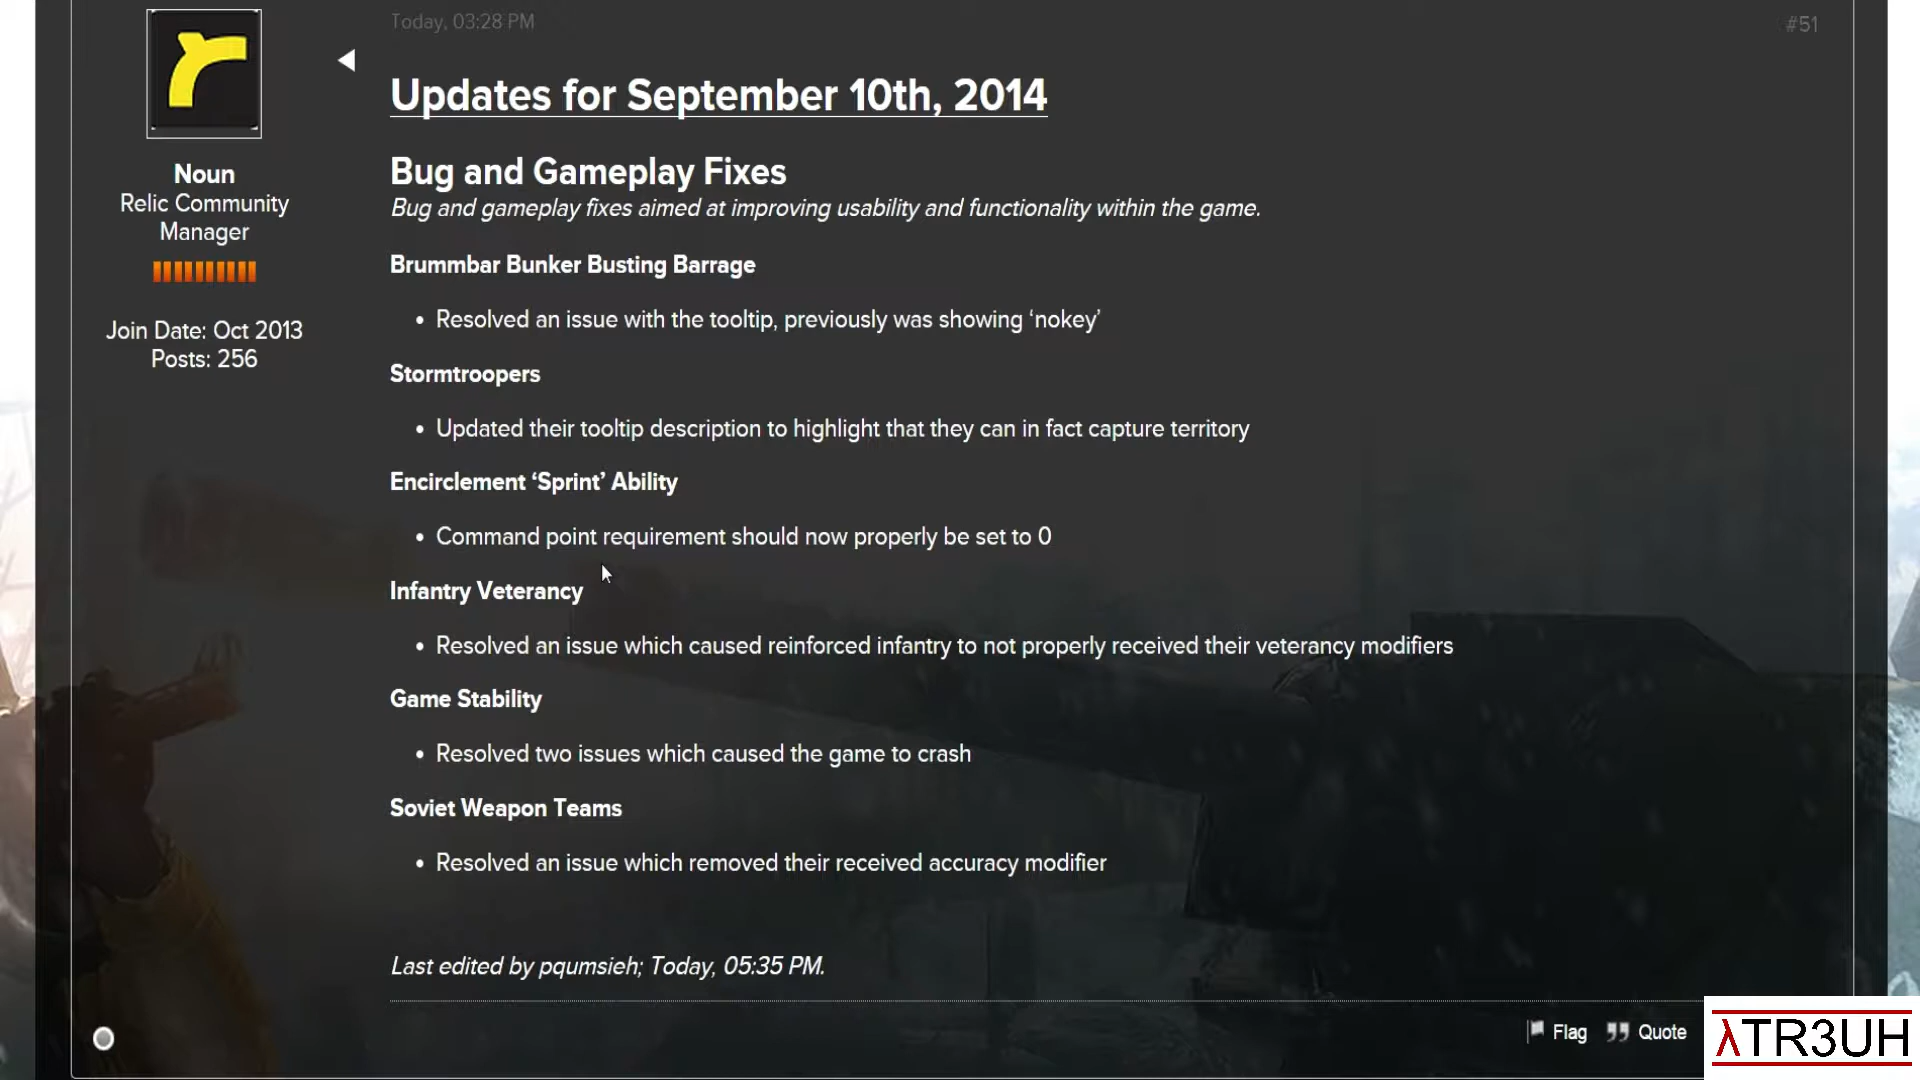 Today, 03:28 PM
#51
Updates for September 10th, 2014
Noun
Relic Community
Manager
Join Date: Oct 2013
Posts: 256
Bug and Gameplay Fixes
Bug and gameplay fixes aimed at improving usability and functionality within the game.
Brummbar Bunker Busting Barrage
• Resolved an issue with the tooltip, previously was showing ‘nokey’
Stormtroopers
• Updated their tooltip description to highlight that they can in fact capture territory
Encirclement ‘Sprint’ Ability
• Command point requirement should now properly be set to 0
Infantry Veterancy
• Resolved an issue which caused reinforced infantry to not properly received their veterancy modifiers
Game Stability
• Resolved two issues which caused the game to crash
Soviet Weapon Teams
• Resolved an issue which removed their received accuracy modifier
Last edited by pqumsieh; Today, 05:35 PM.
Flag
Quote
λTR3UH